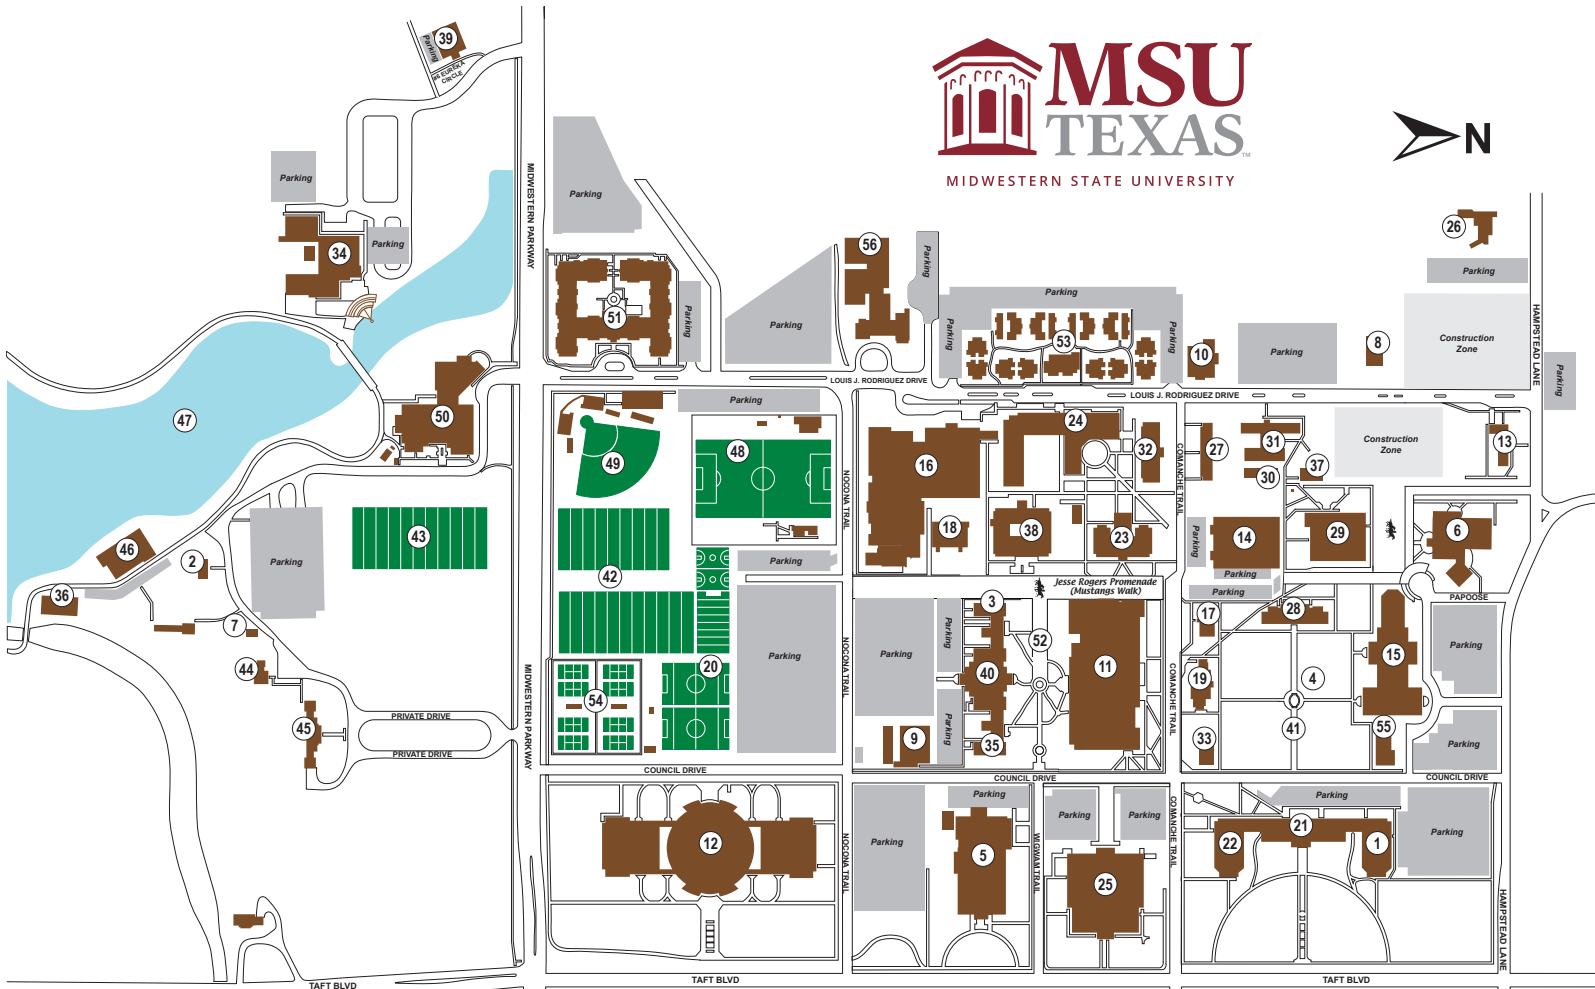 39
Parking
#6 EUREKA
CIRCLE
MSU
TEXAS
TM
MIDWESTERN STATE UNIVERSITY
N
Parking
MIDWESTERN PARKWAY
Parking
26
34
Parking
56
Parking
Parking
Parking
51
Parking
Parking
Parking
53
Parking
Parking
10
Parking
8
Construction
Zone
HAMPSTEAD LANE
Parking
LOUIS J. RODRIGUEZ DRIVE
LOUIS J. RODRIGUEZ DRIVE
47
50
Parking
49
48
NOCONA TRAIL
16
24
32
COMANCHE TRAIL
27
31
30
37
Construction
Zone
13
43
46
2
Parking
42
Parking
18
38
23
Parking
14
Parking
29
6
36
7
3
Jesse Rogers Promenade
(Mustangs Walk)
Parking
17
28
PAPOOSE
44
45
Parking
NOCONA TRAIL
Parking
Parking
40
52
11
COMANCHE TRAIL
19
4
15
Parking
MIDWESTERN PARKWAY
54
20
Parking
9
35
33
41
55
Parking
PRIVATE DRIVE
PRIVATE DRIVE
COUNCIL DRIVE
COUNCIL DRIVE
COUNCIL DRIVE
12
NOCONA TRAIL
Parking
Parking
5
WIGWAM TRAIL
Parking
Parking
25
COMANCHE TRAIL
Parking
22
21
1
Parking
HAMPSTEAD LANE
TAFT BLVD
TAFT BLVD
TAFT BLVD